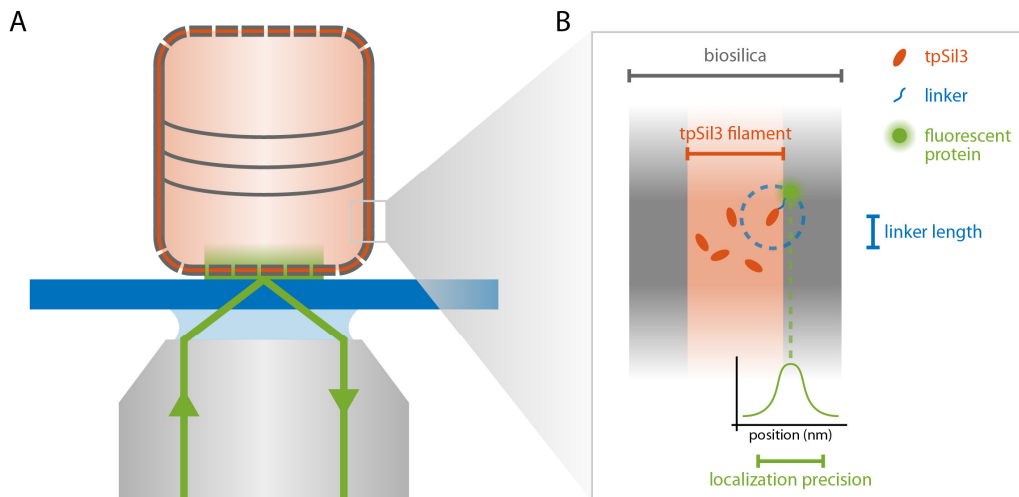 A
B
biosilica
tpSil3
linker
fluorescent
protein
tpSil3 filament
linker length
position (nm)
localization precision